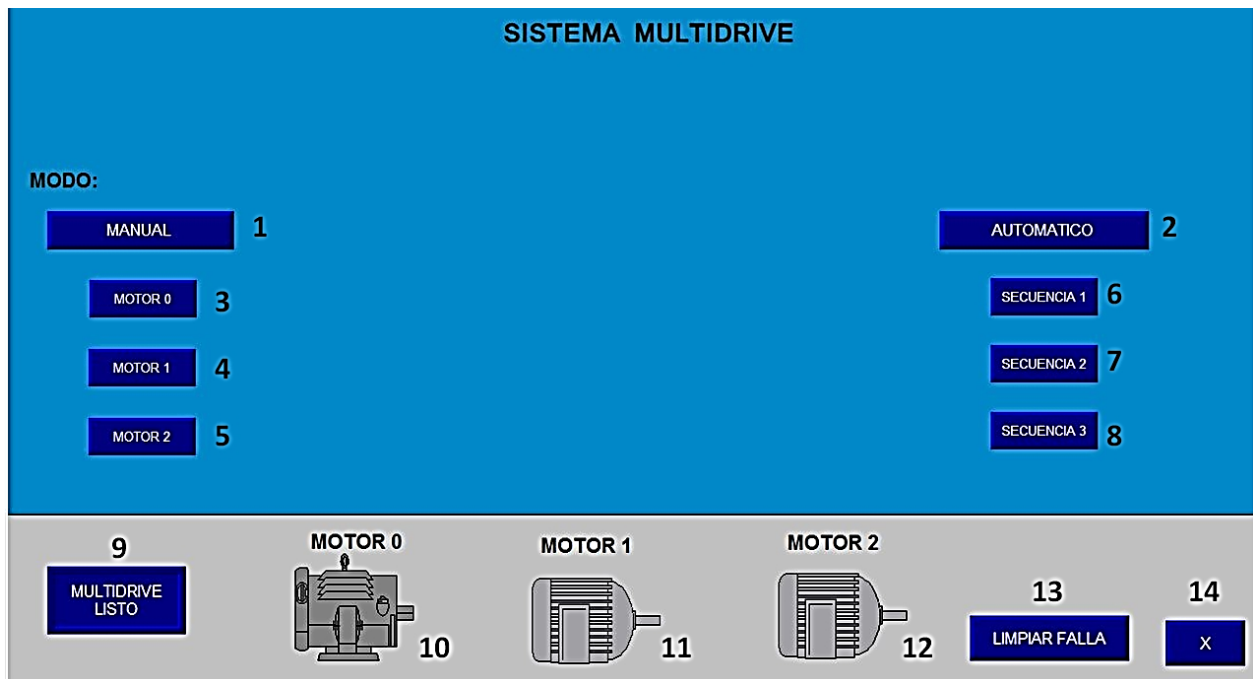 SISTEMA MULTIDRIVE
MODO:
MANUAL 1
AUTOMATICO 2
MOTOR 0 3
SECUENCIA 1 6
MOTOR 1 4
SECUENCIA 2 7
MOTOR 2 5
SECUENCIA 3 8
9
MULTIDRIVE
LISTO
MOTOR 0
10
MOTOR 1
11
MOTOR 2
12
13
LIMPIAR FALLA
14
X